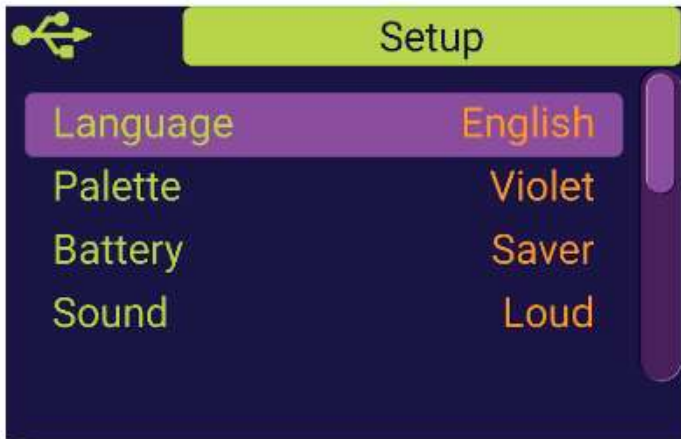 Setup
Language English
Palette Violet
Battery Saver
Sound Loud